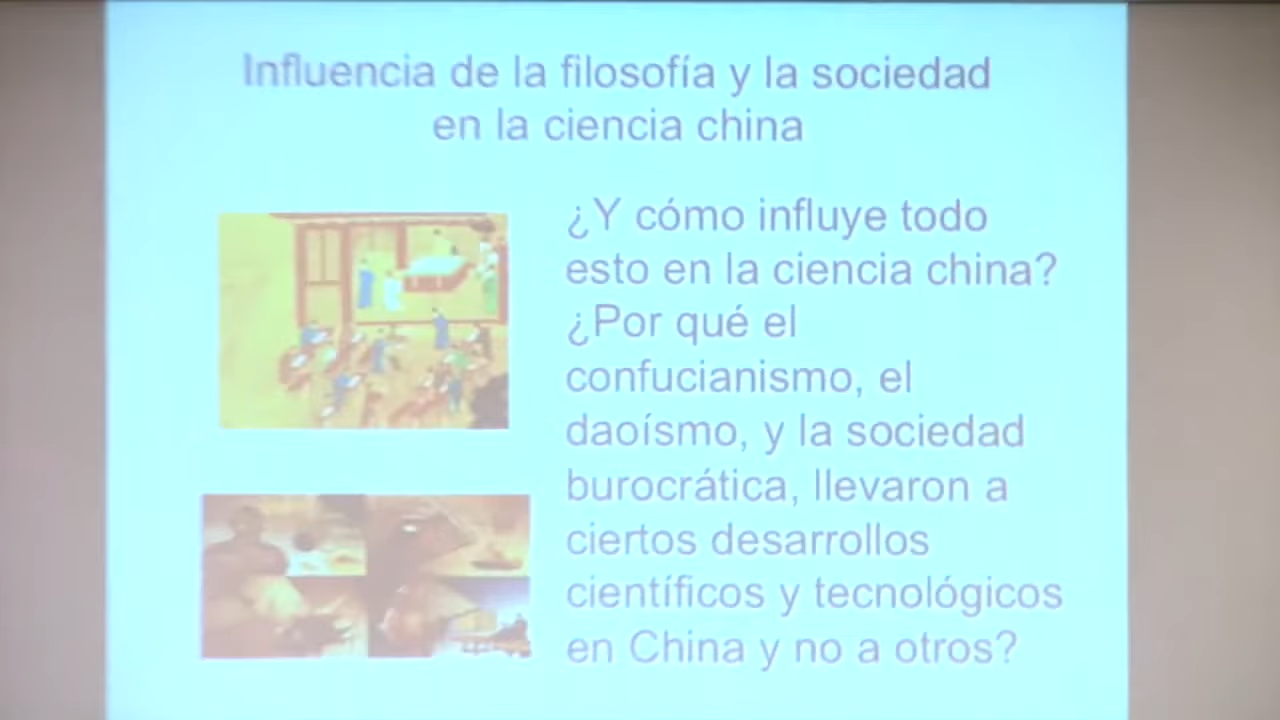 Influencia de la filosofía y la sociedad
en la ciencia china
¿Y cómo influye todo
esto en la ciencia china?
¿Por qué el
confucianismo, el
daoísmo, y la sociedad
burocrática, llevaron a
ciertos desarrollos
científicos y tecnológicos
en China y no a otros?